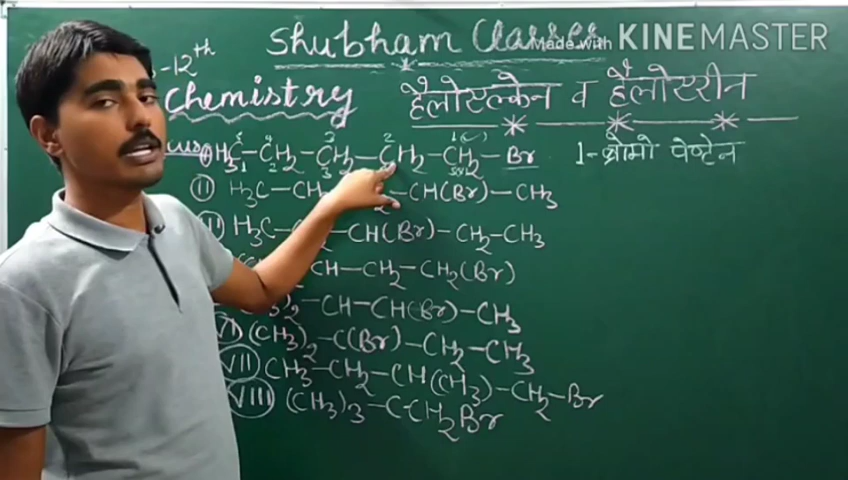 Shubham Classes
Made with KINEMASTER
-12th
Chemistry
हैलोएल्केन व हैलोएरीन
(I) H3C—CH2—CH2—CH2—CH2—Br
1-ब्रोमो पेण्टेन
(II) H3C—CH —CH(Br)—CH3
H3C— —CH(Br)—CH2—CH3
CH—CH2—CH2(Br)
)2—CH—CH(Br)—CH3
(VI) (CH3)2—C(Br)—CH2—CH3
(VII) CH3—CH2—CH(CH3)—CH2—Br
(VIII) (CH3)3—C—CH2Br